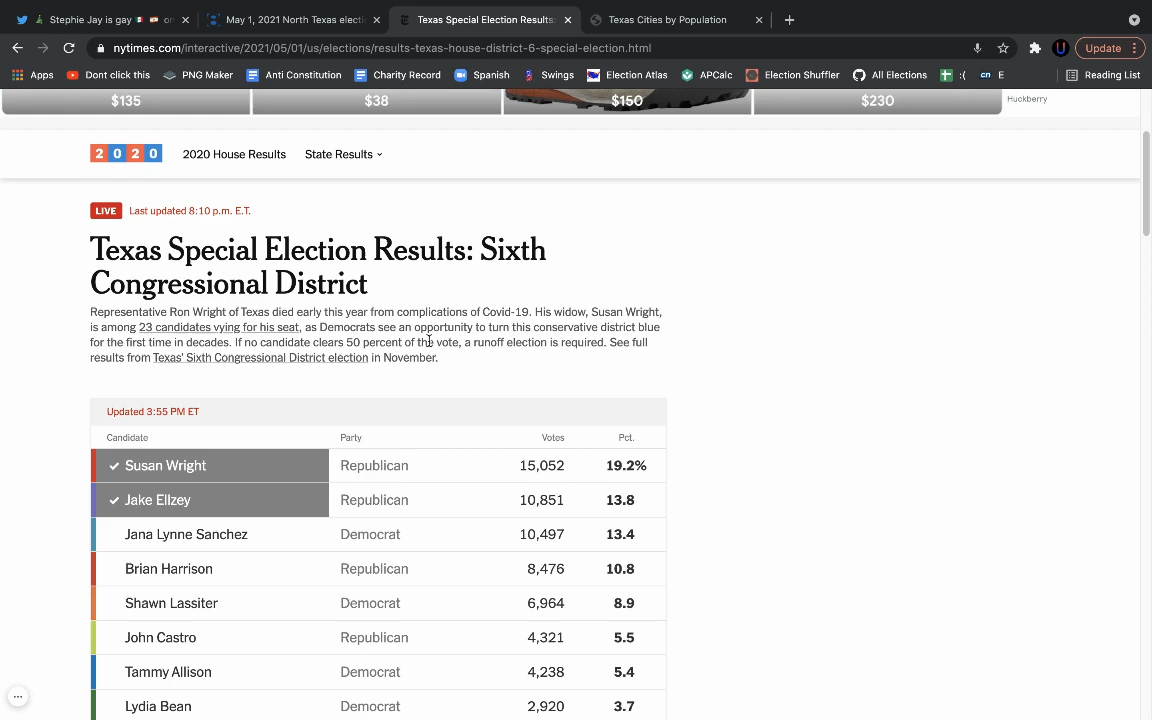 Stephie Jay is gay 🇲🇽 🏳️‍🌈 on
May 1, 2021 North Texas electi
Texas Special Election Results:
Texas Cities by Population
nytimes.com/interactive/2021/05/01/us/elections/results-texas-house-district-6-special-election.html
Update
Apps
Dont click this
PNG Maker
Anti Constitution
Charity Record
Spanish
Swings
Election Atlas
APCalc
Election Shuffler
All Elections
:(
E
Reading List
$135
$38
$150
$230
Huckberry
2020
2020 House Results
State Results
LIVE
Last updated 8:10 p.m. E.T.
Texas Special Election Results: Sixth
Congressional District
Representative Ron Wright of Texas died early this year from complications of Covid-19. His widow, Susan Wright,
is among 23 candidates vying for his seat, as Democrats see an opportunity to turn this conservative district blue
for the first time in decades. If no candidate clears 50 percent of the vote, a runoff election is required. See full
results from Texas' Sixth Congressional District election in November.
Updated 3:55 PM ET
Candidate Party Votes Pct.
Susan Wright Republican 15,052 19.2%
Jake Ellzey Republican 10,851 13.8
Jana Lynne Sanchez Democrat 10,497 13.4
Brian Harrison Republican 8,476 10.8
Shawn Lassiter Democrat 6,964 8.9
John Castro Republican 4,321 5.5
Tammy Allison Democrat 4,238 5.4
Lydia Bean Democrat 2,920 3.7